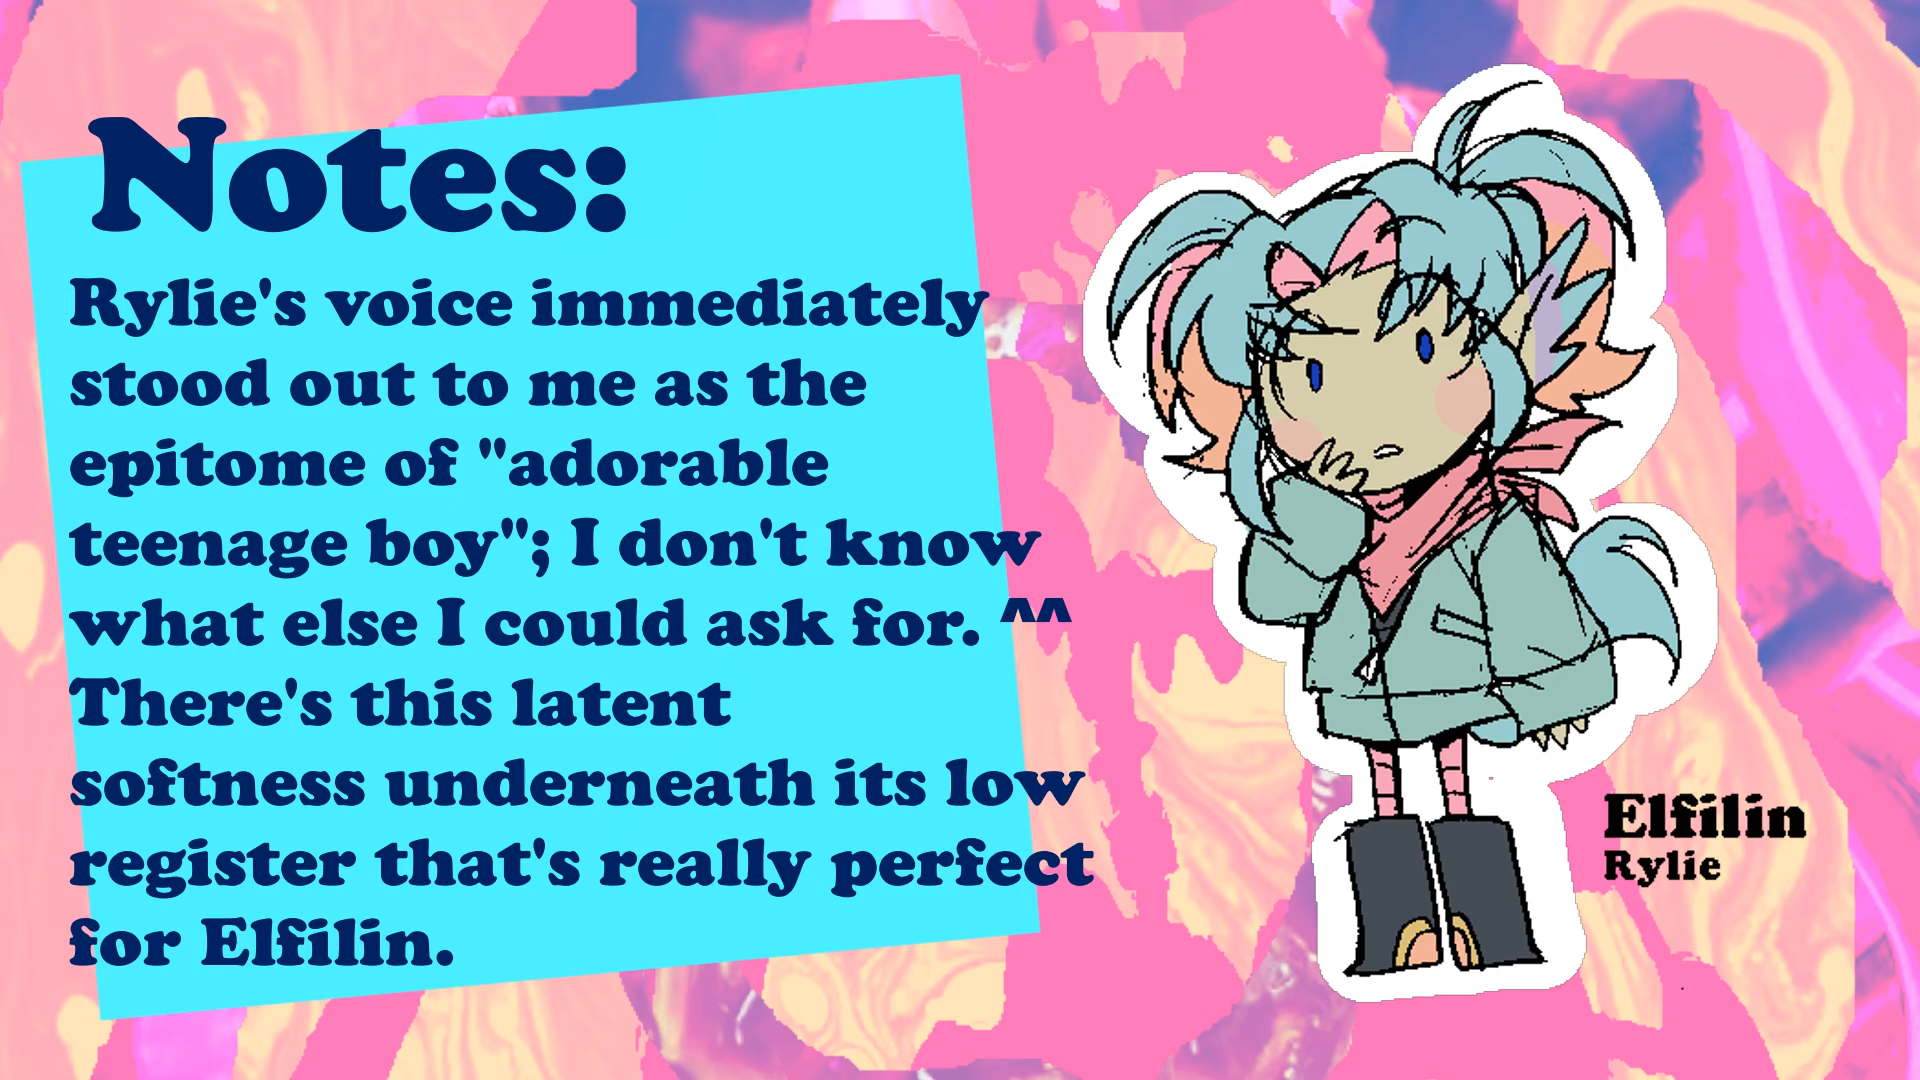 Notes:
Rylie's voice immediately
stood out to me as the
epitome of "adorable
teenage boy"; I don't know
what else I could ask for. ^^
There's this latent
softness underneath its low
register that's really perfect
for Elfilin.
Elfilin
Rylie